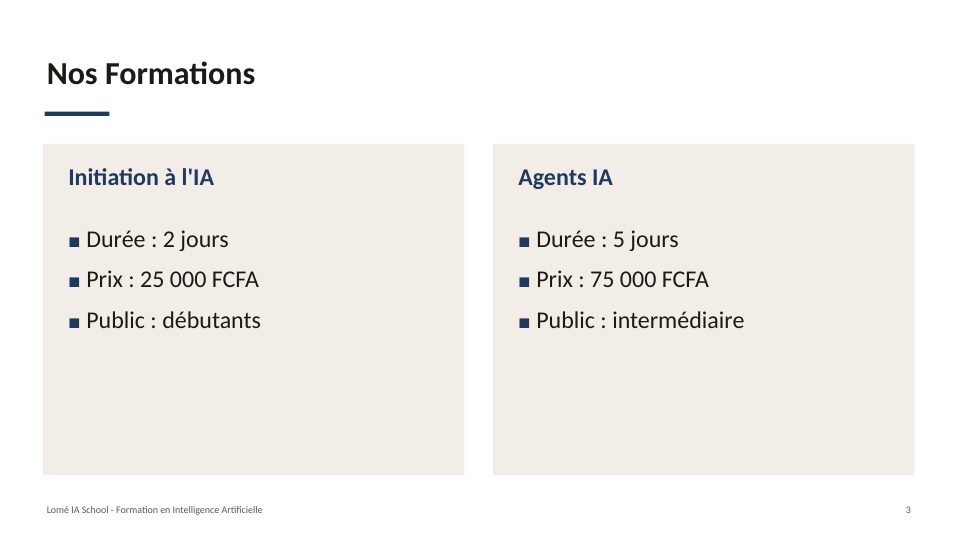 Nos Formations
Initiation à l'IA
▪ Durée : 2 jours
▪ Prix : 25 000 FCFA
▪ Public : débutants
Agents IA
▪ Durée : 5 jours
▪ Prix : 75 000 FCFA
▪ Public : intermédiaire
Lomé IA School - Formation en Intelligence Artificielle
3